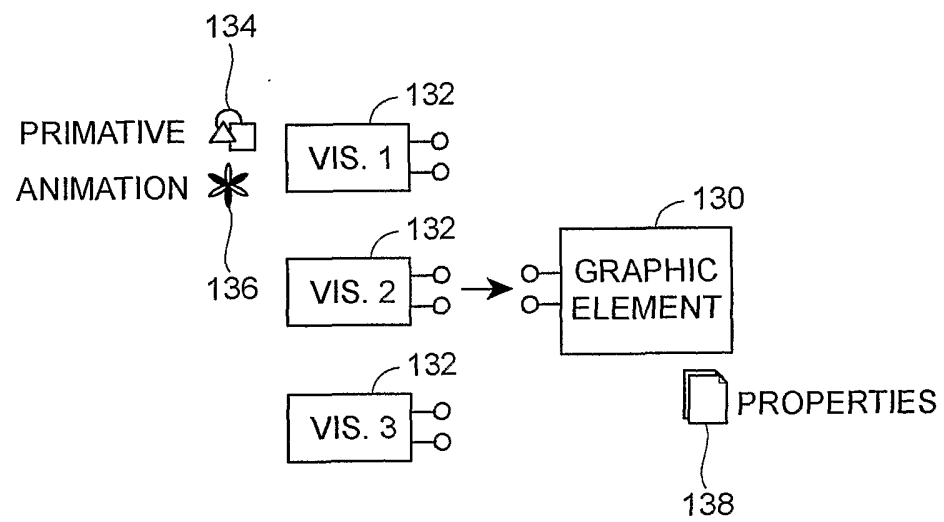 134
132
PRIMATIVE
VIS. 1
ANIMATION
130
132
136
VIS. 2
GRAPHIC
ELEMENT
132
VIS. 3
PROPERTIES
138